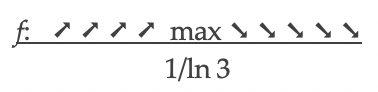 f: ➚ ➚ ➚ ➚ max ➘ ➘ ➘ ➘ ➘
1/ln 3